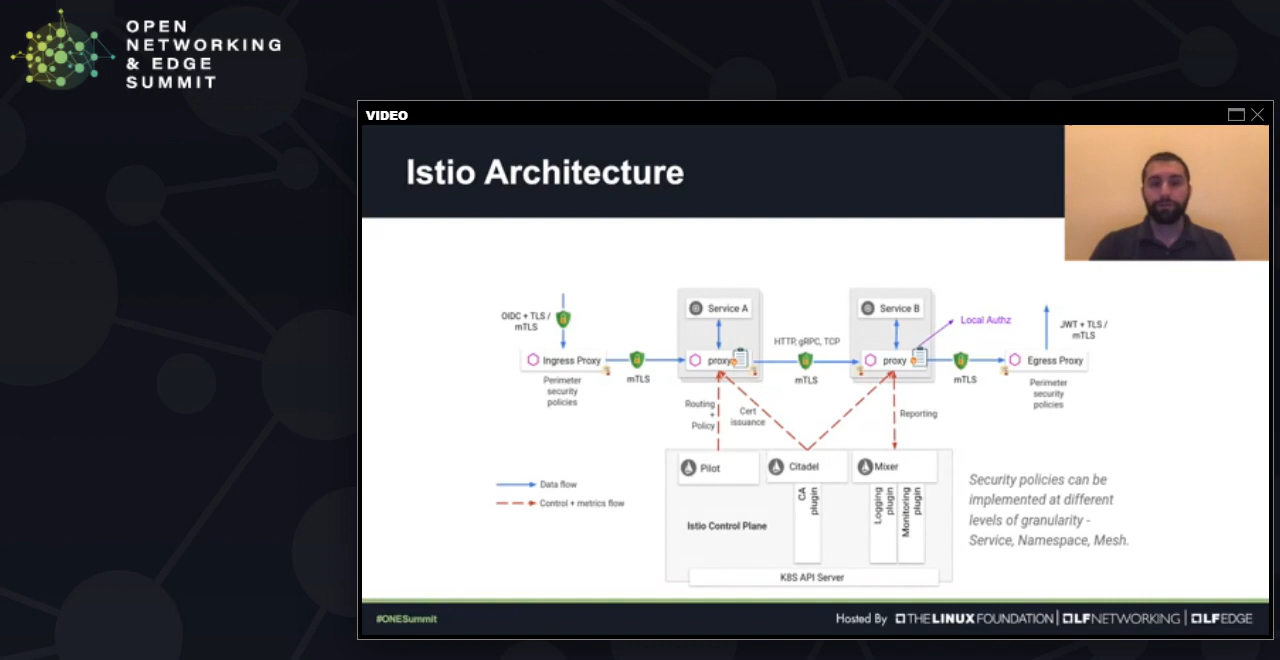 OPEN
NETWORKING
& EDGE
SUMMIT
VIDEO
Istio Architecture
Service A
Service B
OIDC + TLS /
mTLS
HTTP, gRPC, TCP
Local Authz
JWT + TLS /
mTLS
Ingress Proxy
proxy
proxy
Egress Proxy
mTLS
mTLS
mTLS
Perimeter
security
policies
Perimeter
security
policies
Routing
+
Policy
Cert
issuance
Reporting
Pilot
Citadel
Mixer
CA
plugin
Logging
plugin
Monitoring
plugin
Data flow
Control + metrics flow
Istio Control Plane
K8S API Server
Security policies can be
implemented at different
levels of granularity -
Service, Namespace, Mesh.
#ONESummit
Hosted By THE LINUX FOUNDATION | LF NETWORKING | LF EDGE